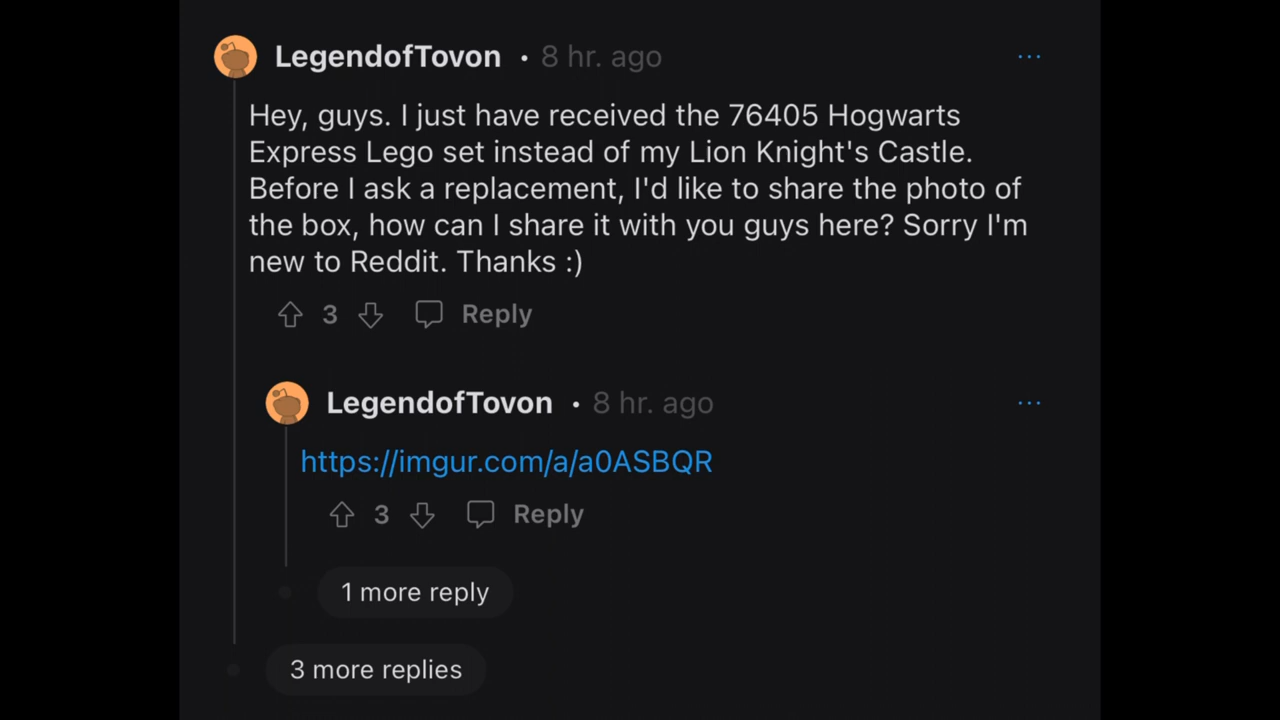 LegendofTovon • 8 hr. ago ...
Hey, guys. I just have received the 76405 Hogwarts
Express Lego set instead of my Lion Knight's Castle.
Before I ask a replacement, I'd like to share the photo of
the box, how can I share it with you guys here? Sorry I'm
new to Reddit. Thanks :)
3 Reply
LegendofTovon • 8 hr. ago ...
https://imgur.com/a/a0ASBQR
3 Reply
1 more reply
3 more replies